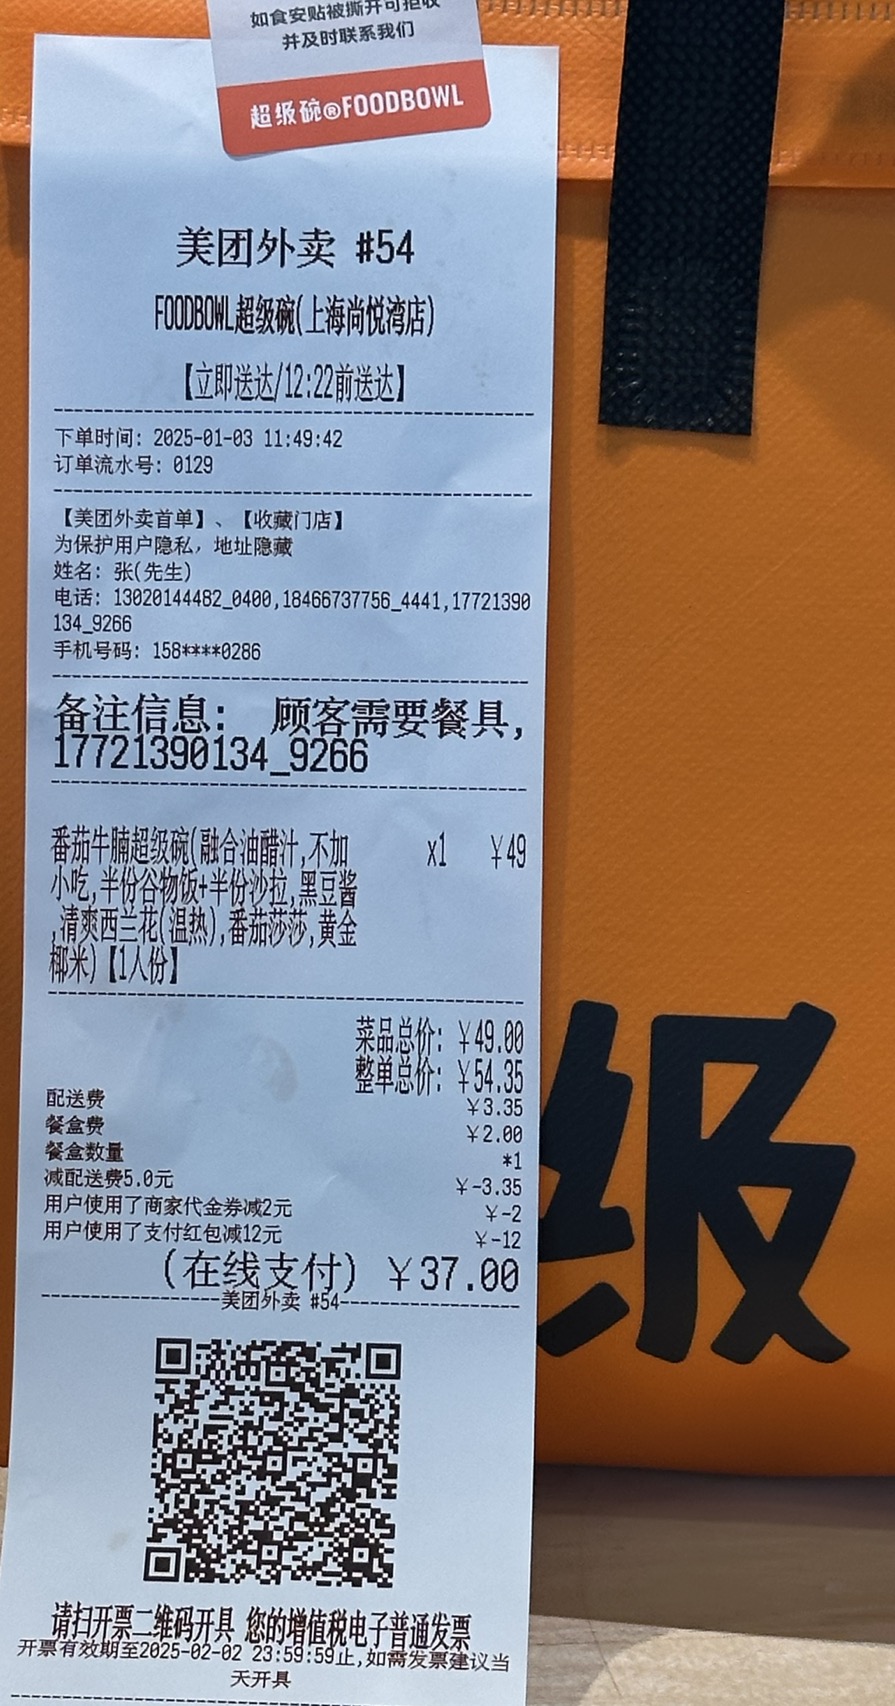 如食安贴被撕开可拒收
并及时联系我们
超级碗®FOODBOWL
美团外卖 #54
FOODBOWL超级碗(上海尚悦湾店)
【立即送达/12:22前送达】
下单时间: 2025-01-03 11:49:42
订单流水号: 0129
【美团外卖首单】、【收藏门店】
为保护用户隐私, 地址隐藏
姓名: 张(先生)
电话: 13020144482_0400,18466737756_4441,17721390
134_9266
手机号码: 158****0286
备注信息: 顾客需要餐具,
17721390134_9266
番茄牛腩超级碗(融合油醋汁,不加 x1 ¥49
小吃,半份谷物饭+半份沙拉,黑豆酱
,清爽西兰花(温热),番茄莎莎,黄金
椰米)【1人份】
菜品总价: ¥49.00
整单总价: ¥54.35
配送费 ¥3.35
餐盒费 ¥2.00
餐盒数量 *1
减配送费5.0元 ¥-3.35
用户使用了商家代金券减2元 ¥-2
用户使用了支付红包减12元 ¥-12
(在线支付) ¥37.00
美团外卖 #54
请扫开票二维码开具 您的增值税电子普通发票
开票有效期至2025-02-02 23:59:59止,如需发票建议当
天开具
级